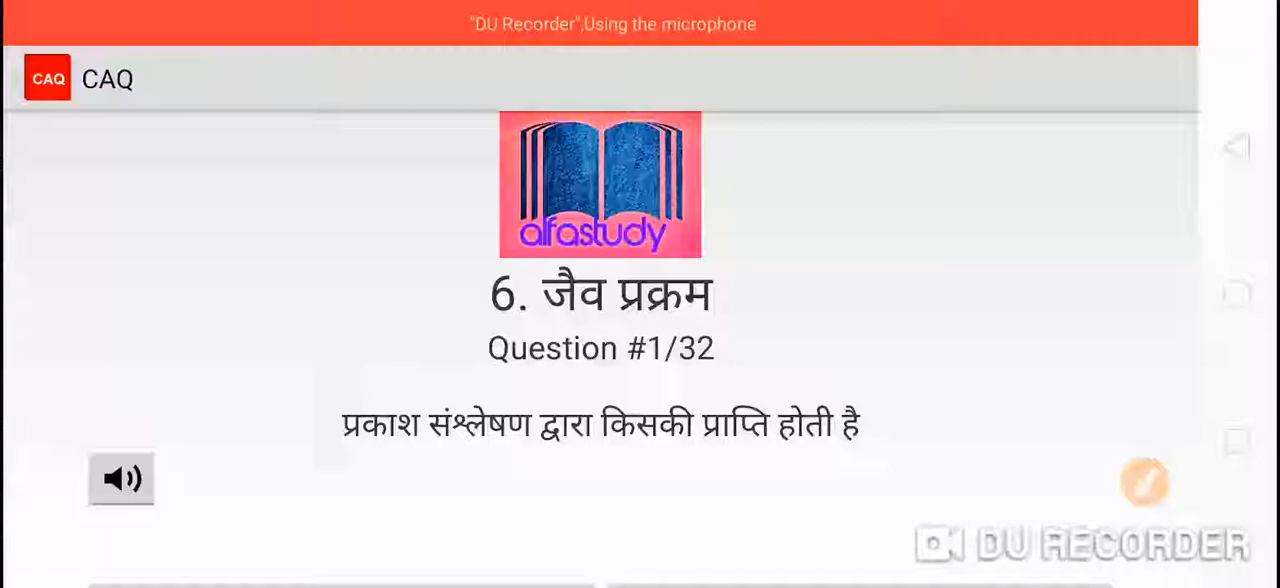 "DU Recorder",Using the microphone
CAQ CAQ
alfastudy
6. जैव प्रक्रम
Question #1/32
प्रकाश संश्लेषण द्वारा किसकी प्राप्ति होती है
DU RECORDER